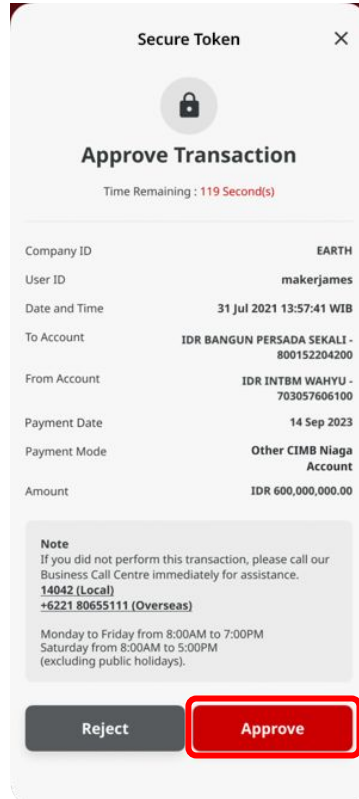 Secure Token
Approve Transaction
Time Remaining : 119 Second(s)
Company ID EARTH
User ID makerjames
Date and Time 31 Jul 2021 13:57:41 WIB
To Account IDR BANGUN PERSADA SEKALI -
800152204200
From Account IDR INTBM WAHYU -
703057606100
Payment Date 14 Sep 2023
Payment Mode Other CIMB Niaga
Account
Amount IDR 600,000,000.00
Note
If you did not perform this transaction, please call our
Business Call Centre immediately for assistance.
14042 (Local)
+6221 80655111 (Overseas)
Monday to Friday from 8:00AM to 7:00PM
Saturday from 8:00AM to 5:00PM
(excluding public holidays).
Reject Approve